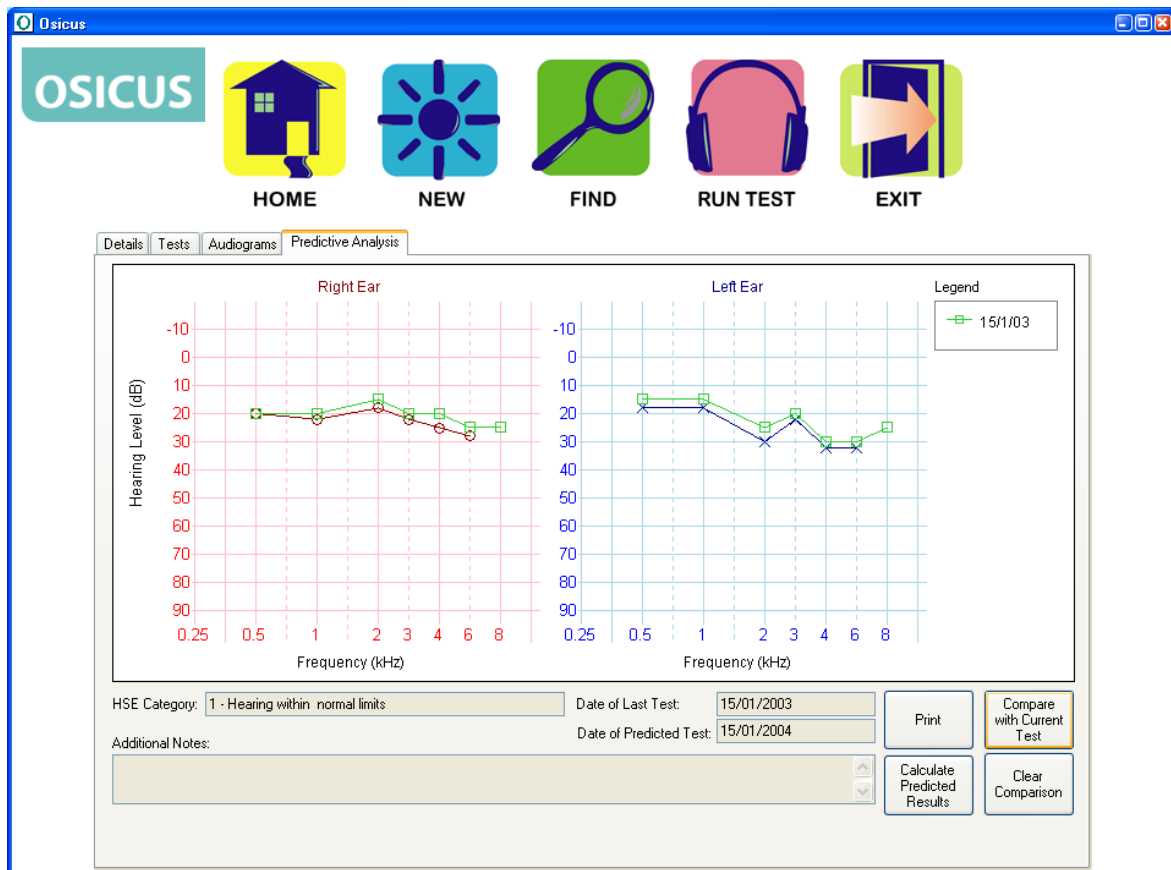 Osicus
OSICUS
HOME NEW FIND RUN TEST EXIT
Details Tests Audiograms Predictive Analysis
Right Ear
Hearing Level (dB)
-10
0
10
20
30
40
50
60
70
80
90
0.25 0.5 1 2 3 4 6 8
Frequency (kHz)
Left Ear
-10
0
10
20
30
40
50
60
70
80
90
0.25 0.5 1 2 3 4 6 8
Frequency (kHz)
Legend
15/1/03
HSE Category: 1 - Hearing within normal limits
Date of Last Test: 15/01/2003
Date of Predicted Test: 15/01/2004
Additional Notes:
Print
Compare
with Current
Test
Calculate
Predicted
Results
Clear
Comparison